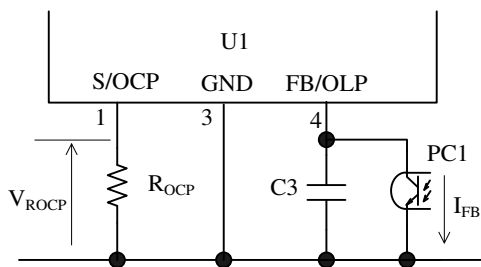 U1
S/OCP GND FB/OLP
1 3 4
PC1
V_ROCP R_OCP C3 I_FB